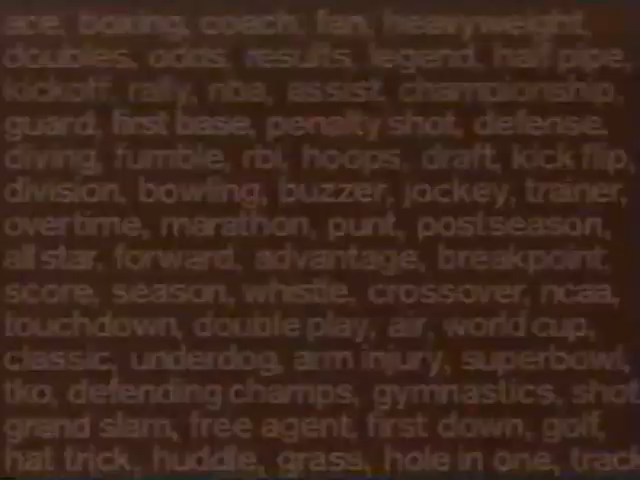 ace, boxing, coach, fan, heavyweight,
doubles, odds, results, legend, half pipe,
kickoff, rally, nba, assist, championship,
guard, first base, penalty shot, defense,
diving, fumble, rbi, hoops, draft, kick flip,
division, bowling, buzzer, jockey, trainer,
overtime, marathon, punt, postseason,
all star, forward, advantage, breakpoint,
score, season, whistle, crossover, ncaa,
touchdown, double play, air, world cup,
classic, underdog, arm injury, superbowl,
tko, defending champs, gymnastics, shot
grand slam, free agent, first down, golf,
hat trick, huddle, grass, hole in one, track